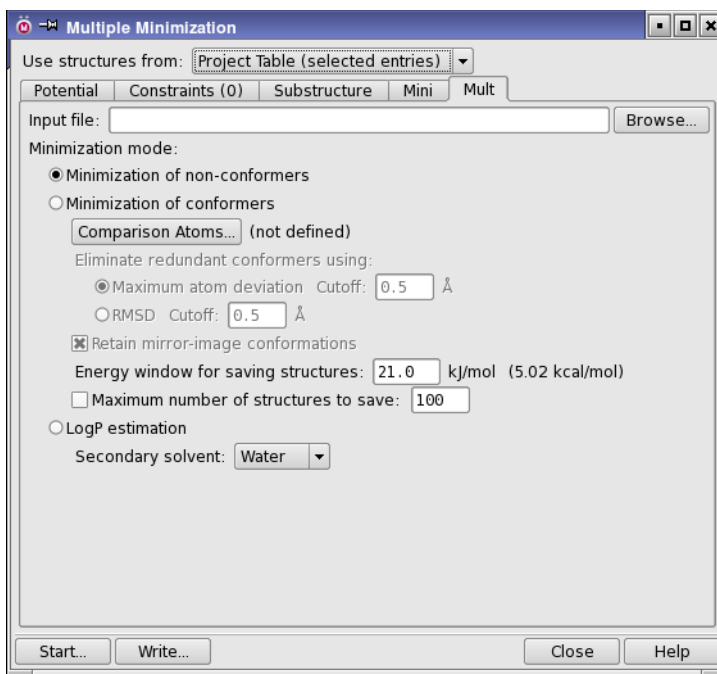 Multiple Minimization
Use structures from: Project Table (selected entries)
Potential Constraints (0) Substructure Mini Mult
Input file: Browse...
Minimization mode:
Minimization of non-conformers
Minimization of conformers
Comparison Atoms... (not defined)
Eliminate redundant conformers using:
Maximum atom deviation Cutoff: 0.5 Å
RMSD Cutoff: 0.5 Å
Retain mirror-image conformations
Energy window for saving structures: 21.0 kJ/mol (5.02 kcal/mol)
Maximum number of structures to save: 100
LogP estimation
Secondary solvent: Water
Start... Write... Close Help